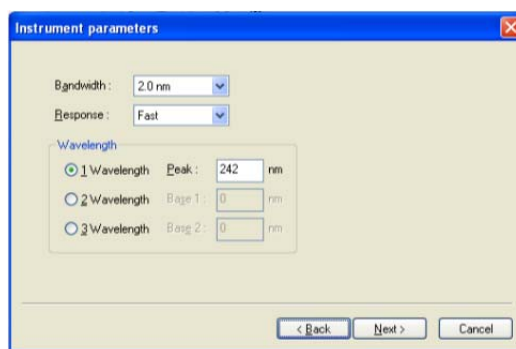 Instrument parameters
Bandwidth : 2.0 nm
Response : Fast
Wavelength
1 Wavelength Peak : 242 nm
2 Wavelength Base 1 : 0 nm
3 Wavelength Base 2 : 0 nm
< Back Next > Cancel